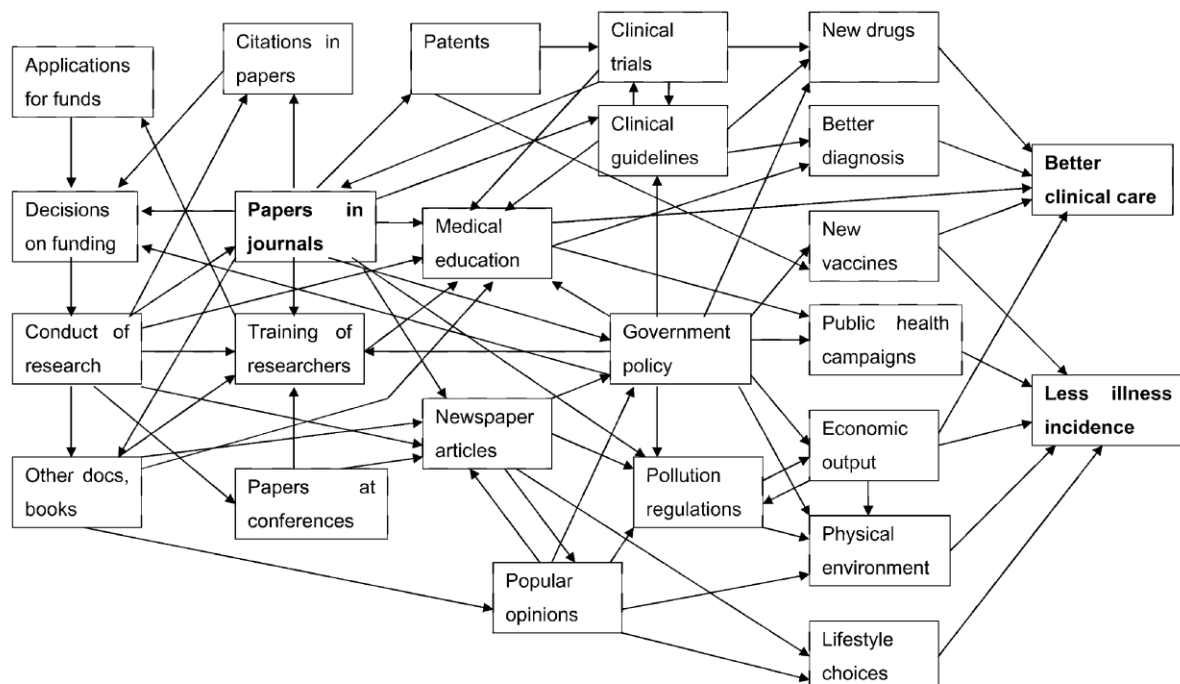 Applications
for funds
Citations in
papers
Patents
Clinical
trials
New drugs
Clinical
guidelines
Better
diagnosis
Better
clinical care
Decisions
on funding
Papers in
journals
Medical
education
New
vaccines
Conduct of
research
Training of
researchers
Government
policy
Public health
campaigns
Less illness
incidence
Newspaper
articles
Economic
output
Other docs,
books
Papers at
conferences
Pollution
regulations
Physical
environment
Popular
opinions
Lifestyle
choices